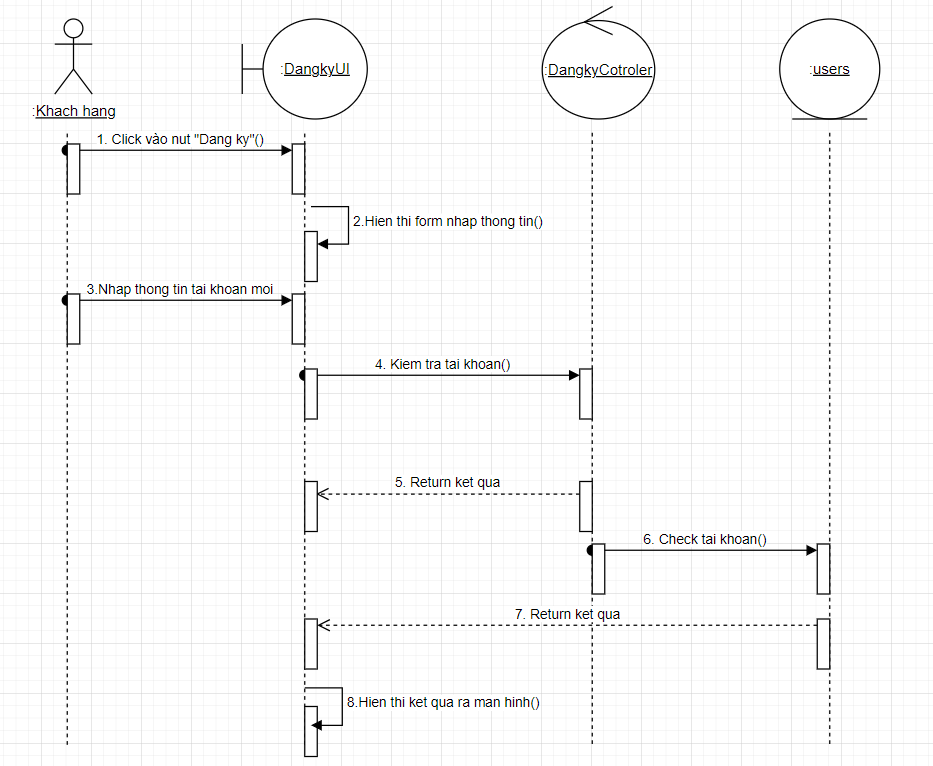 :DangkyUI
:DangkyCotroler
:users
:Khach hang
1. Click vào nut "Dang ky"()
2.Hien thi form nhap thong tin()
3.Nhap thong tin tai khoan moi
4. Kiem tra tai khoan()
5. Return ket qua
6. Check tai khoan()
7. Return ket qua
8.Hien thi ket qua ra man hinh()